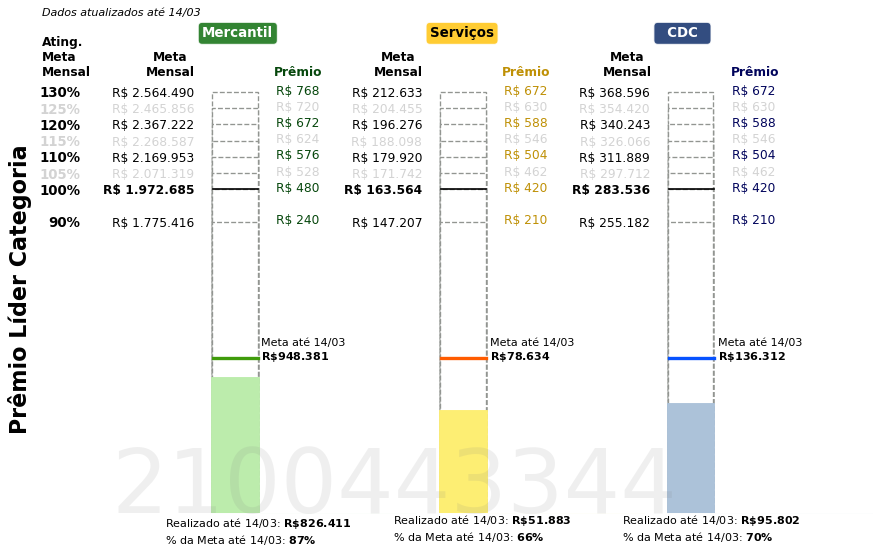 Dados atualizados até 14/03
Mercantil Serviços CDC
Ating.
Meta
Mensal
Meta
Mensal
Prêmio
Meta
Mensal
Prêmio
Meta
Mensal
Prêmio
130% R$ 2.564.490 R$ 768 R$ 212.633 R$ 672 R$ 368.596 R$ 672
125% R$ 2.465.856 R$ 720 R$ 204.455 R$ 630 R$ 354.420 R$ 630
120% R$ 2.367.222 R$ 672 R$ 196.276 R$ 588 R$ 340.243 R$ 588
115% R$ 2.268.587 R$ 624 R$ 188.098 R$ 546 R$ 326.066 R$ 546
110% R$ 2.169.953 R$ 576 R$ 179.920 R$ 504 R$ 311.889 R$ 504
105% R$ 2.071.319 R$ 528 R$ 171.742 R$ 462 R$ 297.712 R$ 462
100% R$ 1.972.685 R$ 480 R$ 163.564 R$ 420 R$ 283.536 R$ 420
90% R$ 1.775.416 R$ 240 R$ 147.207 R$ 210 R$ 255.182 R$ 210
Prêmio Líder Categoria
Meta até 14/03
R$948.381
Meta até 14/03
R$78.634
Meta até 14/03
R$136.312
2100443344
Realizado até 14/03: R$826.411
% da Meta até 14/03: 87%
Realizado até 14/03: R$51.883
% da Meta até 14/03: 66%
Realizado até 14/03: R$95.802
% da Meta até 14/03: 70%